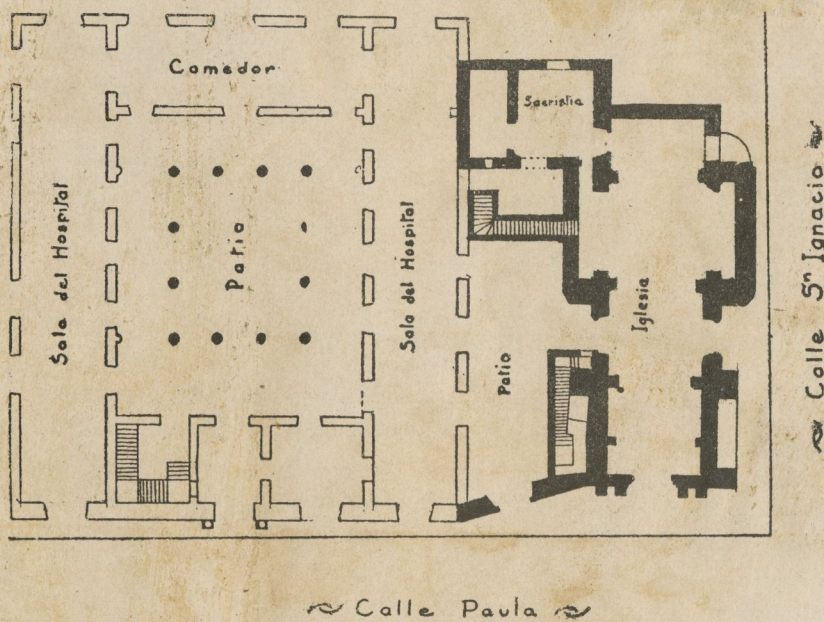 Comedor
Sacristia
Sala del Hospital
Patio
Sala del Hospital
Patio
Iglesia
Calle Sn Ignacio
Calle Paula